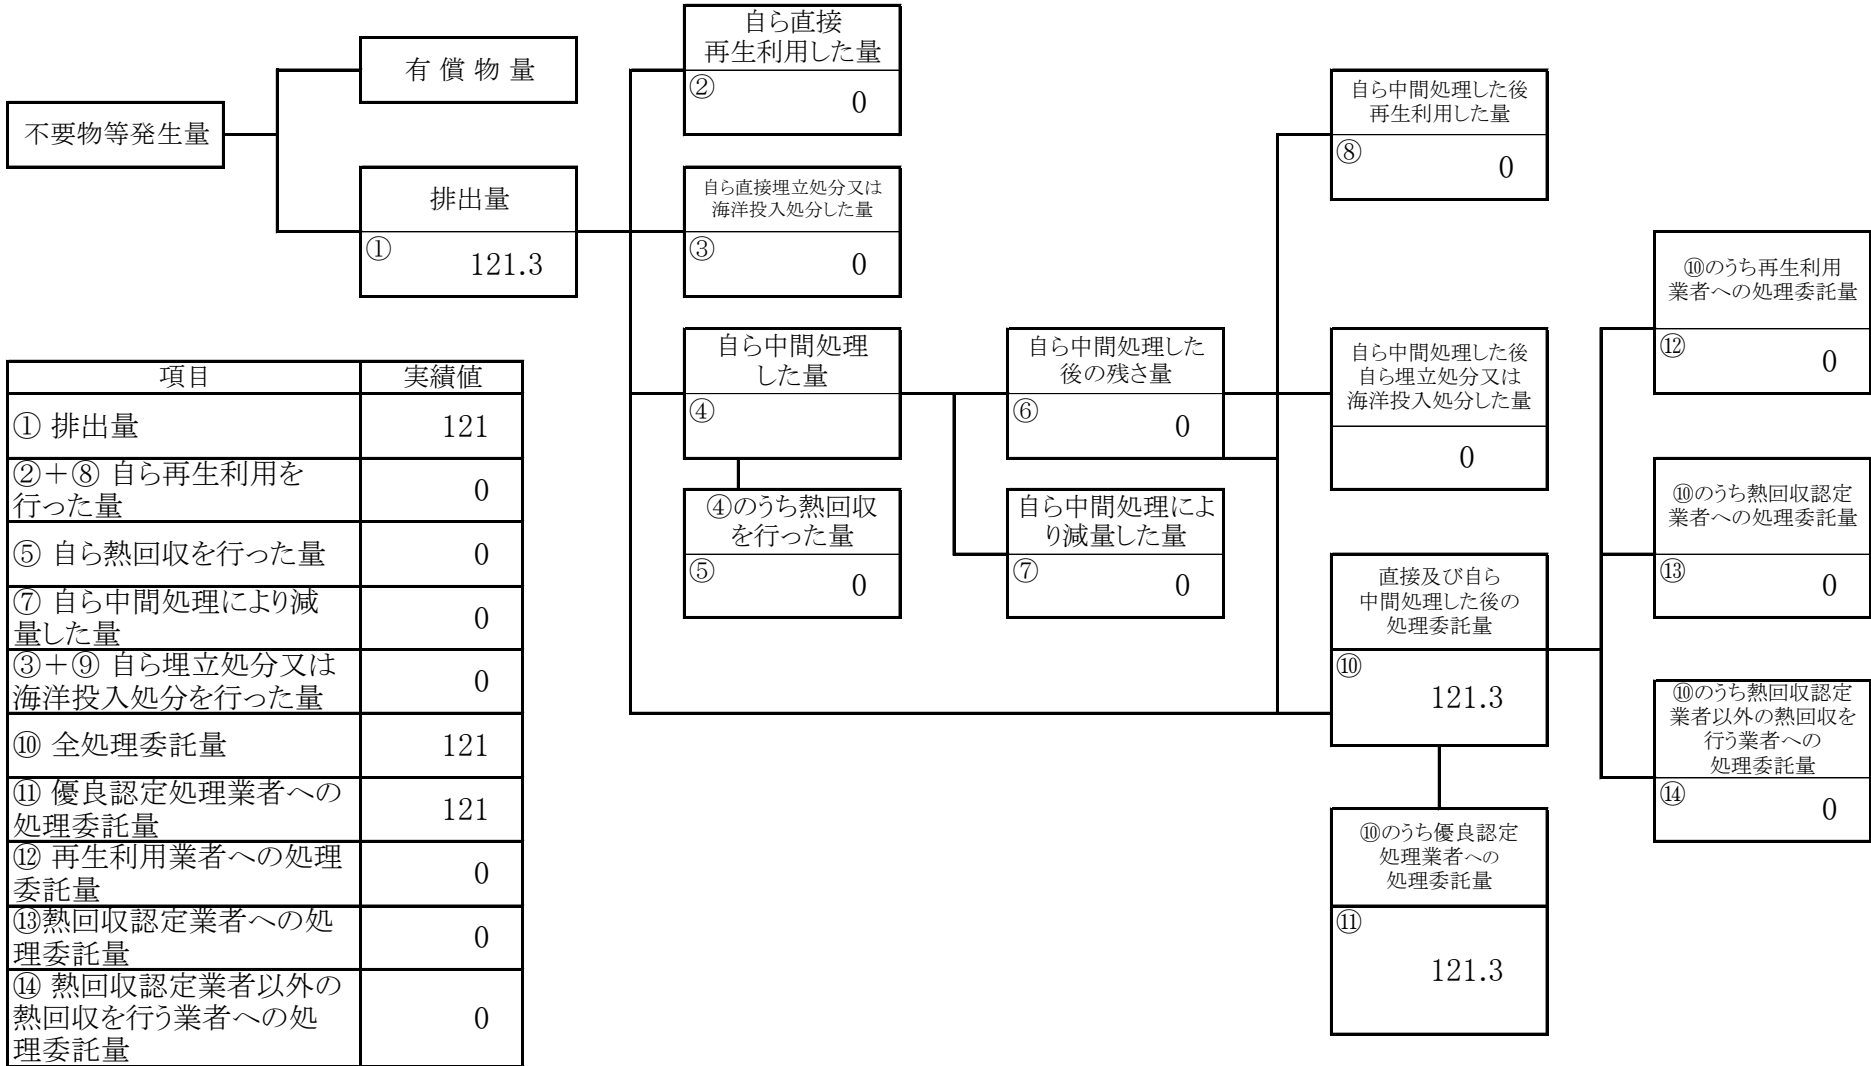 不要物等発生量
有 償 物 量
排出量
①
121.3
自ら直接
再生利用した量
②
0
自ら直接埋立処分又は
海洋投入処分した量
③
0
自ら中間処理
した量
④
④のうち熱回収
を行った量
⑤
0
自ら中間処理した
後の残さ量
⑥
0
自ら中間処理によ
り減量した量
⑦
0
自ら中間処理した後
再生利用した量
⑧
0
自ら中間処理した後
自ら埋立処分又は
海洋投入処分した量
0
直接及び自ら
中間処理した後の
処理委託量
⑩
121.3
⑩のうち優良認定
処理業者への
処理委託量
⑪
121.3
⑩のうち再生利用
業者への処理委託量
⑫
0
⑩のうち熱回収認定
業者への処理委託量
⑬
0
⑩のうち熱回収認定
業者以外の熱回収を
行う業者への
処理委託量
⑭
0
項目 実績値
① 排出量 121
②＋⑧ 自ら再生利用を
行った量 0
⑤ 自ら熱回収を行った量 0
⑦ 自ら中間処理により減
量した量 0
③＋⑨ 自ら埋立処分又は
海洋投入処分を行った量 0
⑩ 全処理委託量 121
⑪ 優良認定処理業者への
処理委託量 121
⑫ 再生利用業者への処理
委託量 0
⑬熱回収認定業者への処
理委託量 0
⑭ 熱回収認定業者以外の
熱回収を行う業者への処
理委託量 0